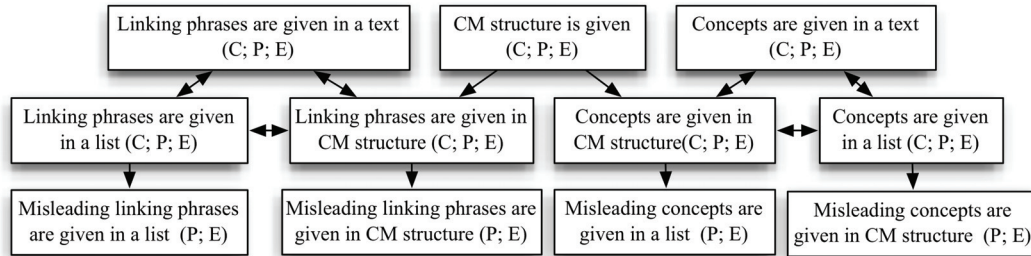 Linking phrases are given in a text
(C; P; E)
CM structure is given
(C; P; E)
Concepts are given in a text
(C; P; E)
Linking phrases are given
in a list (C; P; E)
Linking phrases are given in
CM structure (C; P; E)
Concepts are given in
CM structure(C; P; E)
Concepts are given
in a list (C; P; E)
Misleading linking phrases
are given in a list (P; E)
Misleading linking phrases are
given in CM structure (P; E)
Misleading concepts are
given in a list (P; E)
Misleading concepts are
given in CM structure (P; E)